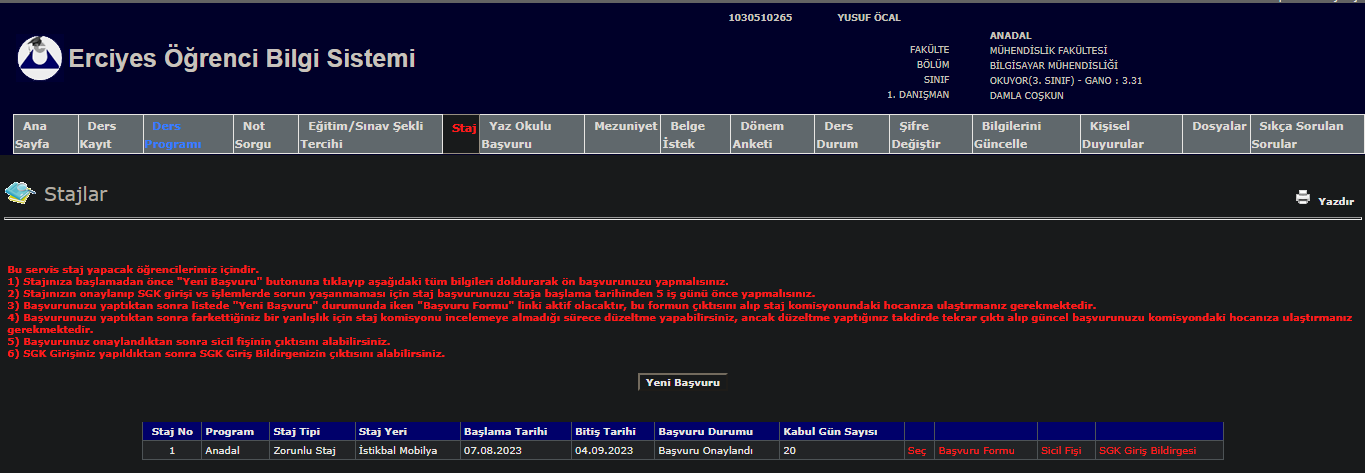 1030510265 YUSUF ÖCAL
ANADAL
Erciyes Öğrenci Bilgi Sistemi
FAKÜLTE MÜHENDİSLİK FAKÜLTESİ
BÖLÜM BİLGİSAYAR MÜHENDİSLİĞİ
SINIF OKUYOR(3. SINIF) - GANO : 3.31
1. DANIŞMAN DAMLA COŞKUN
Ana Sayfa
Ders Kayıt
Ders Programı
Not Sorgu
Eğitim/Sınav Şekli Tercihi
Staj
Yaz Okulu Başvuru
Mezuniyet
Belge İstek
Dönem Anketi
Ders Durum
Şifre Değiştir
Bilgilerini Güncelle
Kişisel Duyurular
Dosyalar
Sıkça Sorulan Sorular
Stajlar
Yazdır
Bu servis staj yapacak öğrencilerimiz içindir.
1) Stajınıza başlamadan önce "Yeni Başvuru" butonuna tıklayıp aşağıdaki tüm bilgileri doldurarak ön başvurunuzu yapmalısınız.
2) Stajınızın onaylanıp SGK girişi vs işlemlerde sorun yaşanmaması için staj başvurunuzu staja başlama tarihinden 5 iş günü önce yapmalısınız.
3) Başvurunuzu yaptıktan sonra listede "Yeni Başvuru" durumunda iken "Başvuru Formu" linki aktif olacaktır, bu formun çıktısını alıp staj komisyonundaki hocanıza ulaştırmanız gerekmektedir.
4) Başvurunuzu yaptıktan sonra farkettiğiniz bir yanlışlık için staj komisyonu incelemeye almadığı sürece düzeltme yapabilirsiniz, ancak düzeltme yaptığınız takdirde tekrar çıktı alıp güncel başvurunuzu komisyondaki hocanıza ulaştırmanız
gerekmektedir.
5) Başvurunuz onaylandıktan sonra sicil fişinin çıktısını alabilirsiniz.
6) SGK Girişiniz yapıldıktan sonra SGK Giriş Bildirgenizin çıktısını alabilirsiniz.
Yeni Başvuru
Staj No Program Staj Tipi Staj Yeri Başlama Tarihi Bitiş Tarihi Başvuru Durumu Kabul Gün Sayısı
1 Anadal Zorunlu Staj İstikbal Mobilya 07.08.2023 04.09.2023 Başvuru Onaylandı 20 Seç Başvuru Formu Sicil Fişi SGK Giriş Bildirgesi